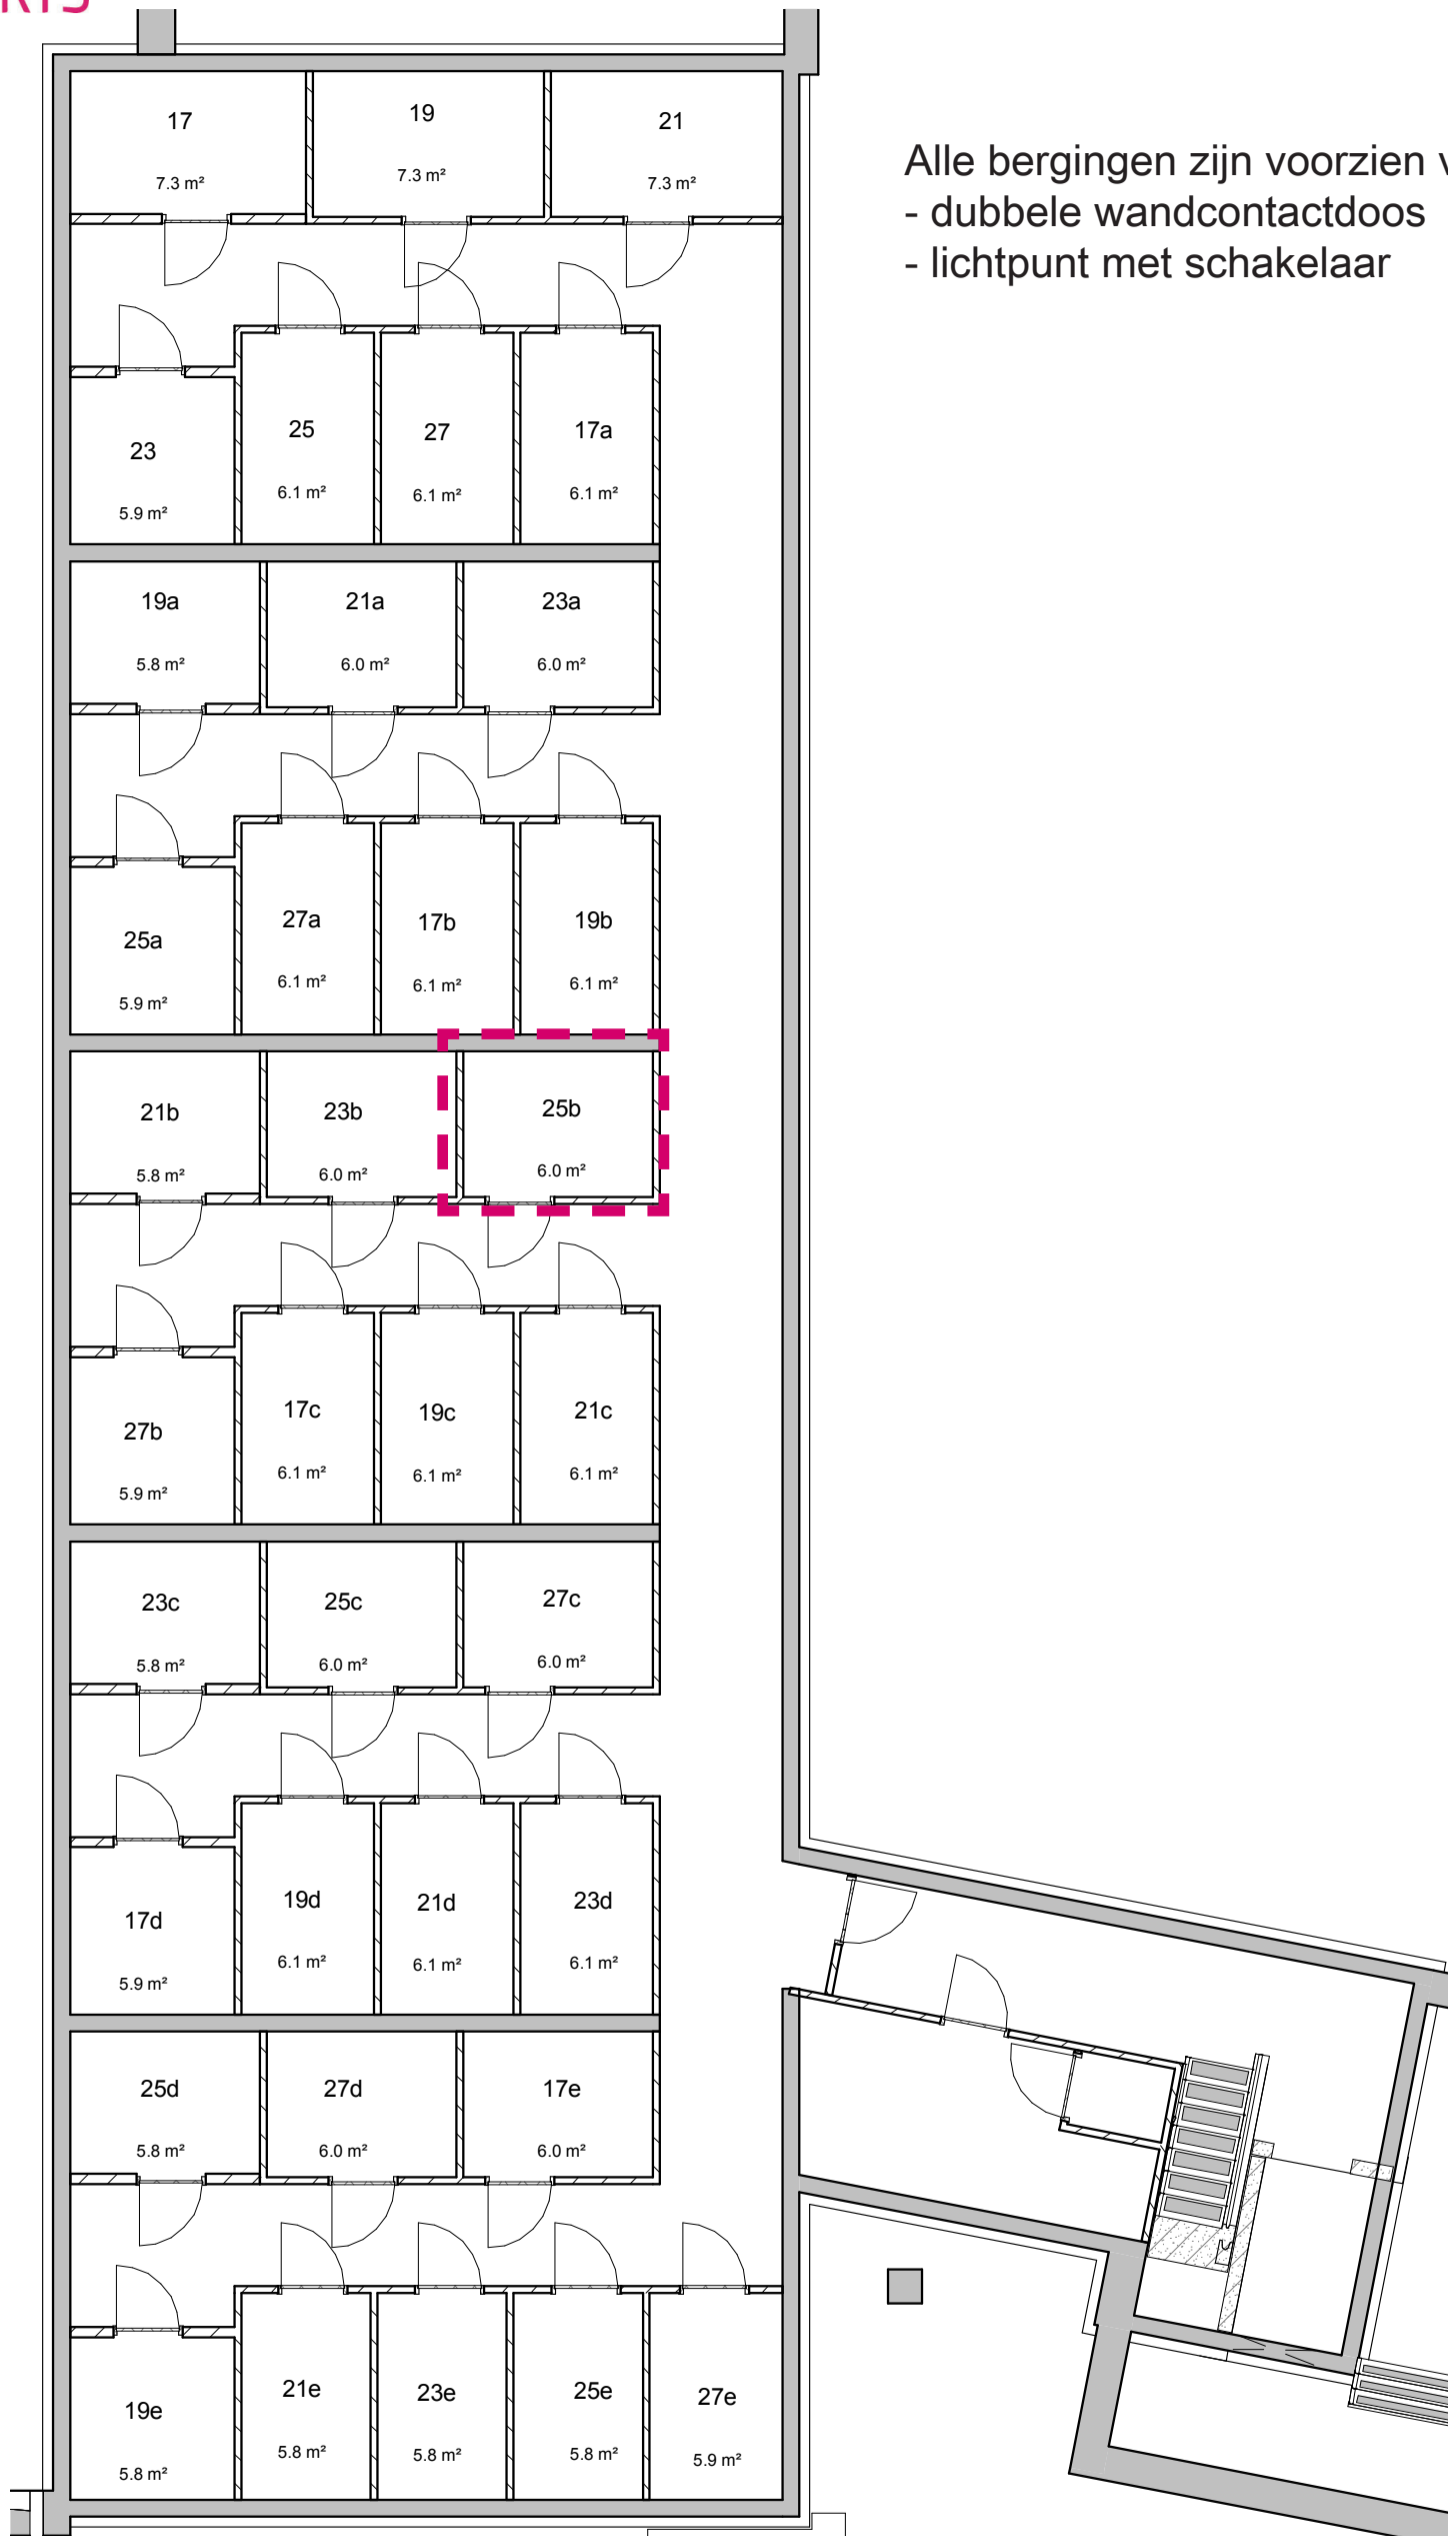 17
19
21
7.3 m²
7.3 m²
7.3 m²
Alle bergingen zijn voorzien
- dubbele wandcontactdoos
- lichtpunt met schakelaar
23
25
27
17a
5.9 m²
6.1 m²
6.1 m²
6.1 m²
19a
21a
23a
5.8 m²
6.0 m²
6.0 m²
25a
27a
17b
19b
5.9 m²
6.1 m²
6.1 m²
6.1 m²
21b
23b
25b
5.8 m²
6.0 m²
6.0 m²
27b
17c
19c
21c
5.9 m²
6.1 m²
6.1 m²
6.1 m²
23c
25c
27c
5.8 m²
6.0 m²
6.0 m²
17d
19d
21d
23d
5.9 m²
6.1 m²
6.1 m²
6.1 m²
25d
27d
17e
5.8 m²
6.0 m²
6.0 m²
19e
21e
23e
25e
27e
5.8 m²
5.8 m²
5.8 m²
5.8 m²
5.9 m²